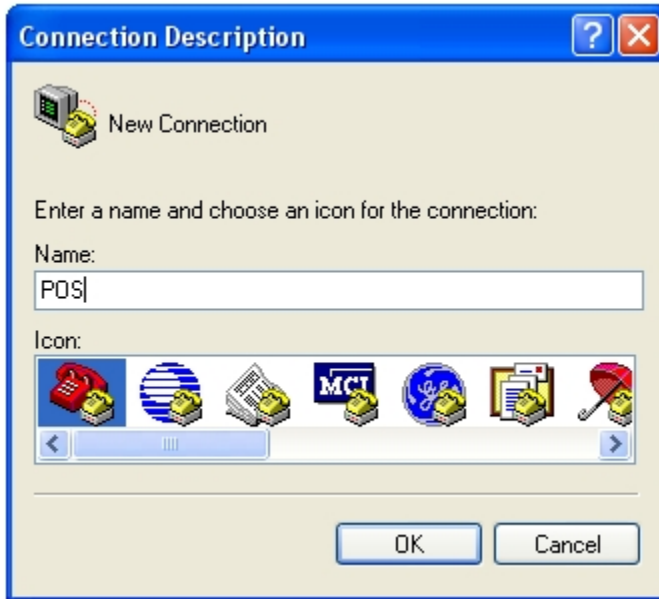 Connection Description
New Connection
Enter a name and choose an icon for the connection:
Name:
POS
Icon:
MCI
OK
Cancel